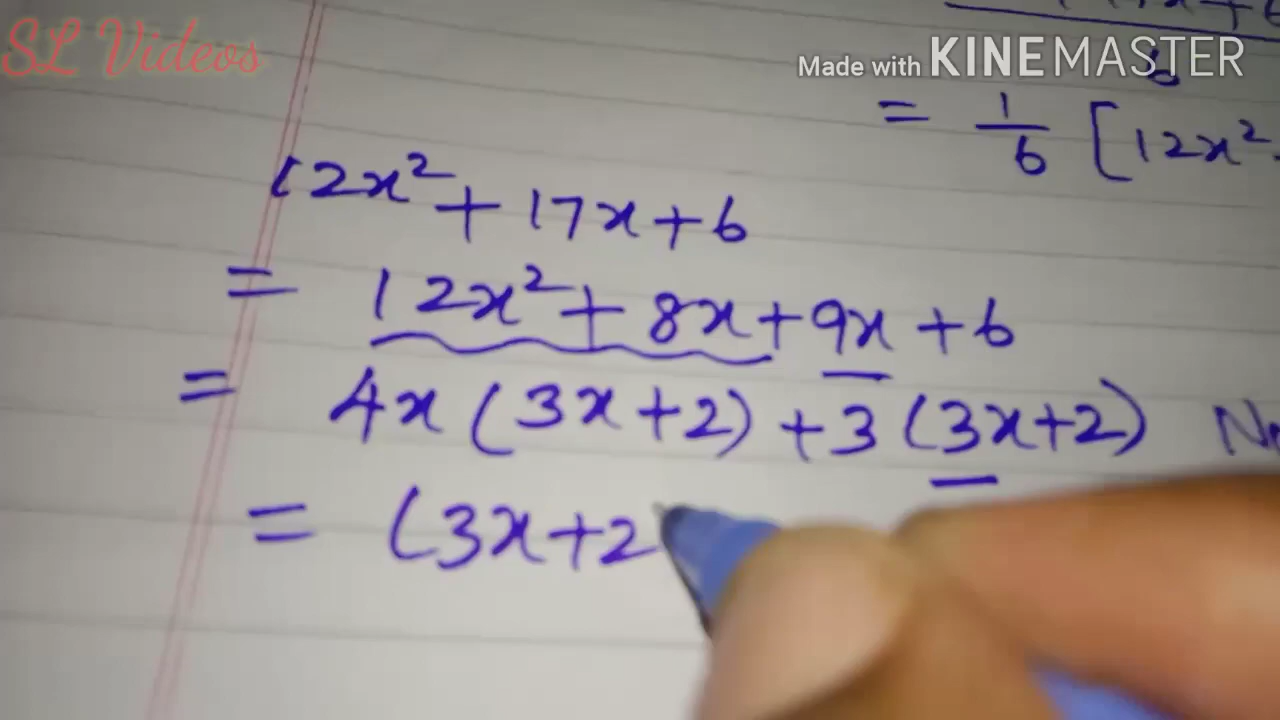 SL Videos
Made with KINEMASTER
= 1/6 [12x²
12x² + 17x + 6
= 12x² + 8x + 9x + 6
= 4x (3x+2) + 3 (3x+2)
= (3x+2